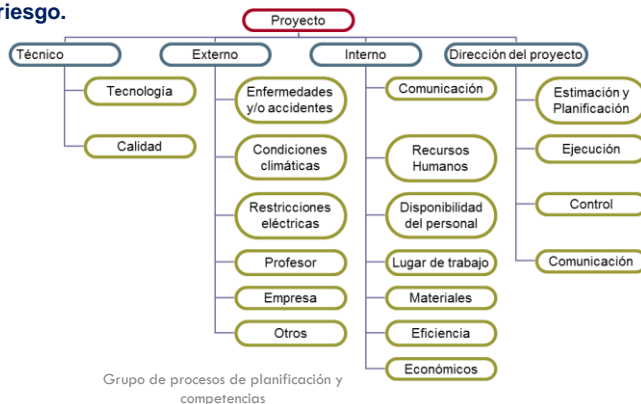 riesgo.
Proyecto
Técnico
Externo
Interno
Dirección del proyecto
Tecnología
Calidad
Enfermedades
y/o accidentes
Condiciones
climáticas
Restricciones
eléctricas
Profesor
Empresa
Otros
Comunicación
Recursos
Humanos
Disponibilidad
del personal
Lugar de trabajo
Materiales
Eficiencia
Económicos
Estimación y
Planificación
Ejecución
Control
Comunicación
Grupo de procesos de planificación y
competencias